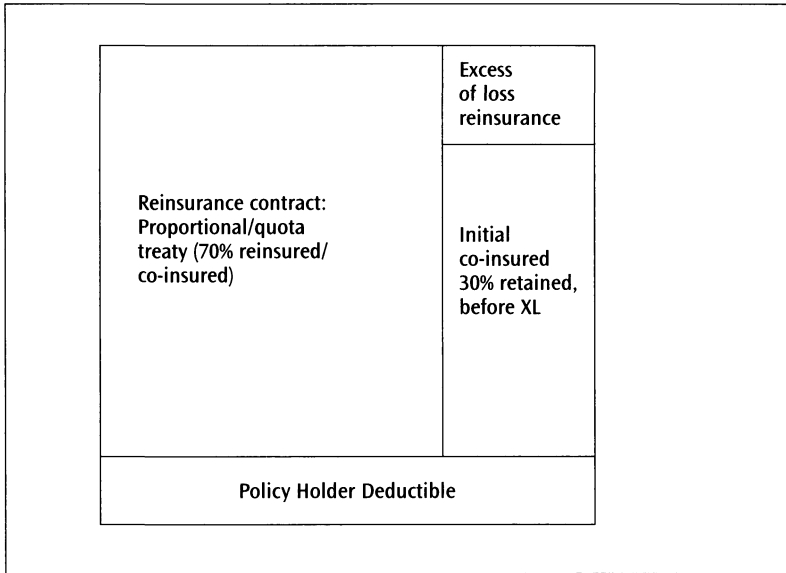 Excess
of loss
reinsurance
Reinsurance contract:
Proportional/quota
treaty (70% reinsured/
co-insured)
Initial
co-insured
30% retained,
before XL
Policy Holder Deductible